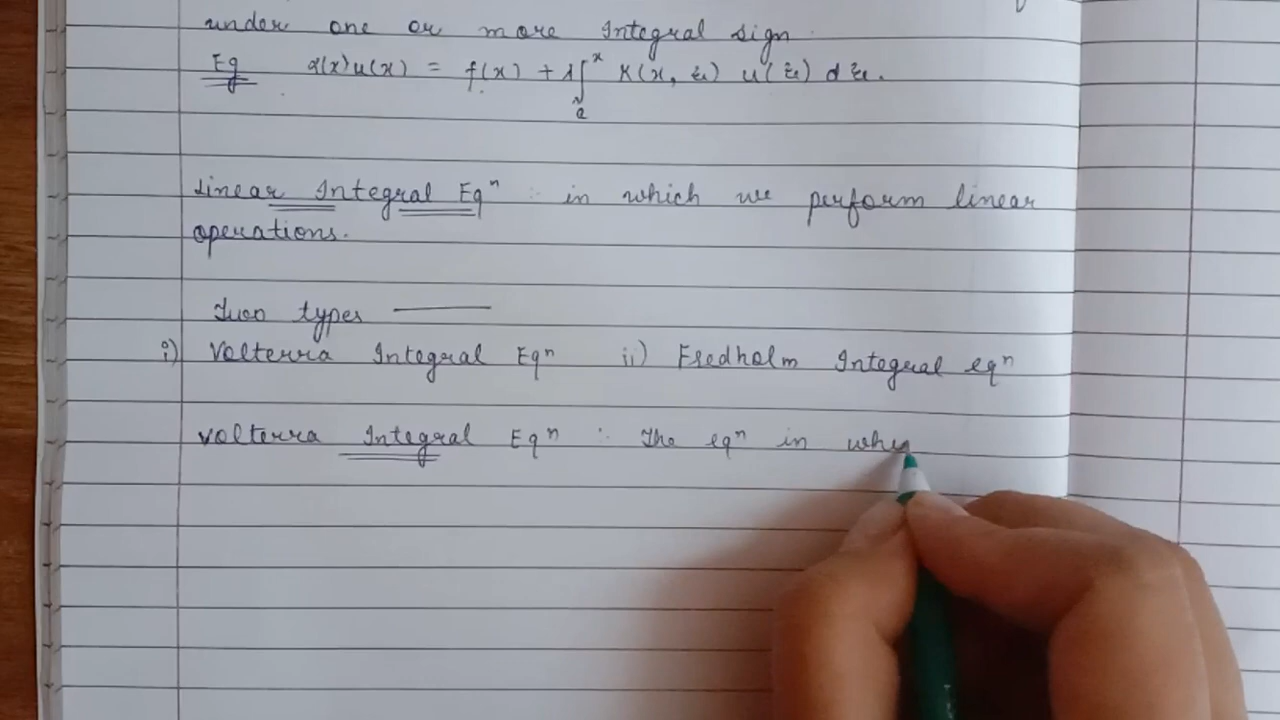 under one or more Integral sign
Eg α(x)u(x) = f(x) + λ∫ₐˣ K(x, ξ) u(ξ) dξ.
Linear Integral Eqⁿ : in which we perform linear
operations.
Two types ——
i) Volterra Integral Eqⁿ ii) Fredholm Integral eqⁿ
Volterra Integral Eqⁿ : The eqⁿ in whic